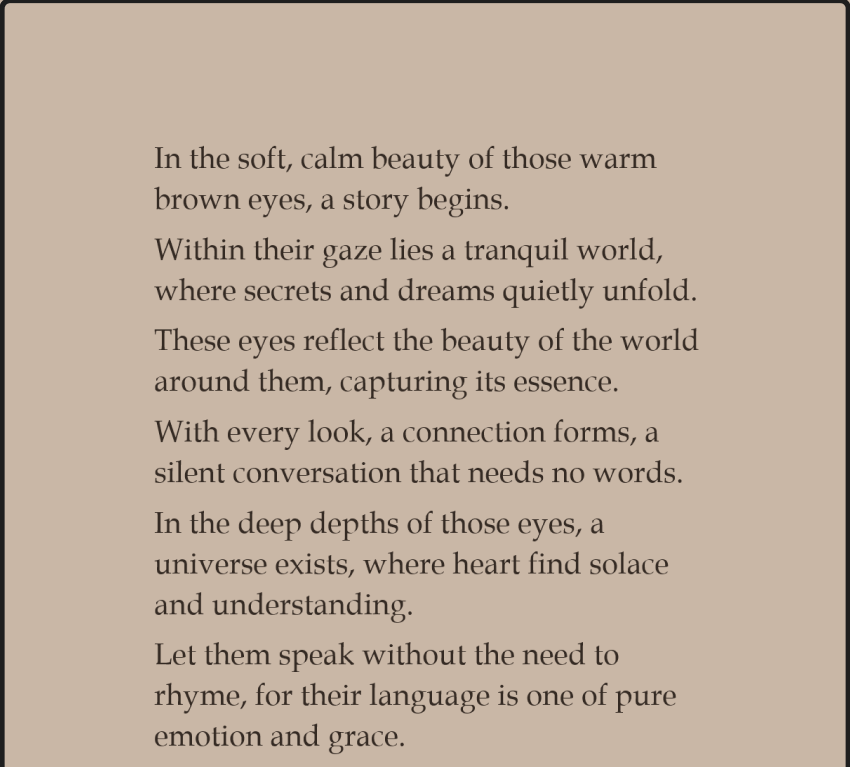 In the soft, calm beauty of those warm
brown eyes, a story begins.
Within their gaze lies a tranquil world,
where secrets and dreams quietly unfold.
These eyes reflect the beauty of the world
around them, capturing its essence.
With every look, a connection forms, a
silent conversation that needs no words.
In the deep depths of those eyes, a
universe exists, where heart find solace
and understanding.
Let them speak without the need to
rhyme, for their language is one of pure
emotion and grace.